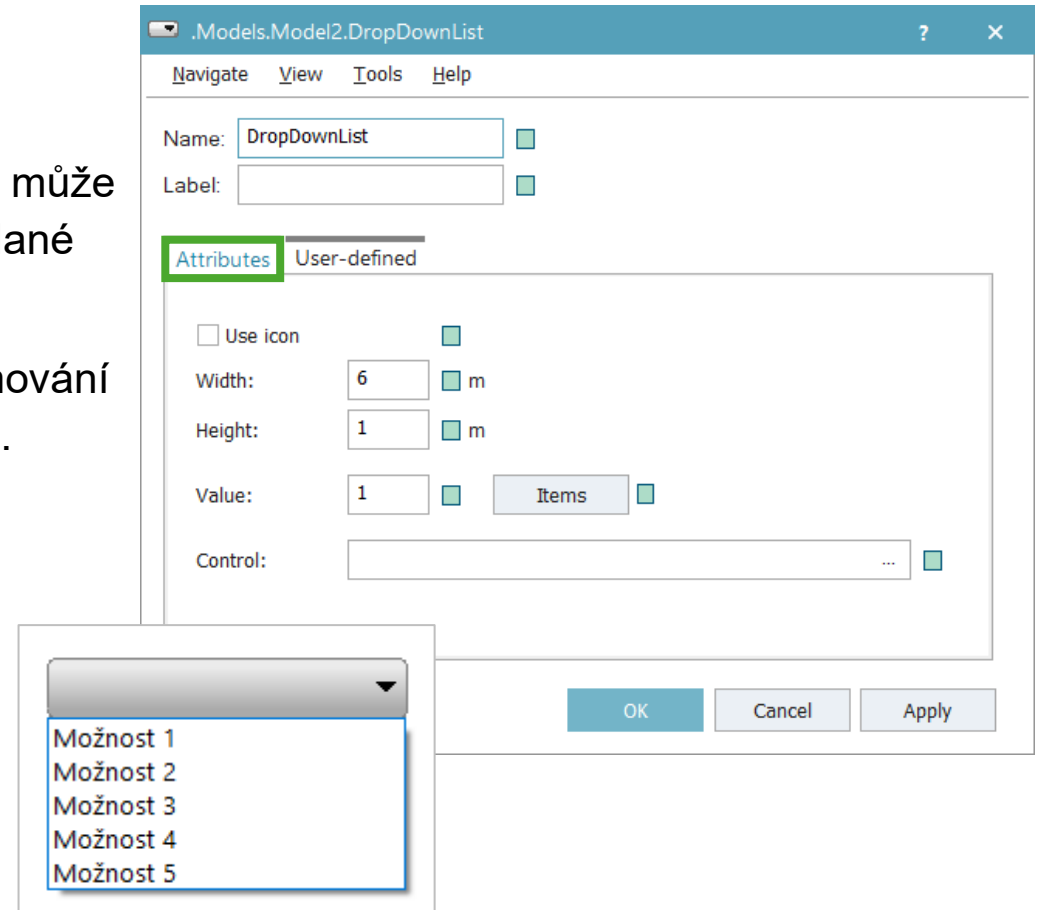 .Models.Model2.DropDownList ? ×
Navigate View Tools Help
Name: DropDownList
může
Label:
ané
Attributes User-defined
Use icon
nování
Width: 6 m
Height: 1 m
.
Value: 1 Items
Control: ...
OK Cancel Apply
Možnost 1
Možnost 2
Možnost 3
Možnost 4
Možnost 5